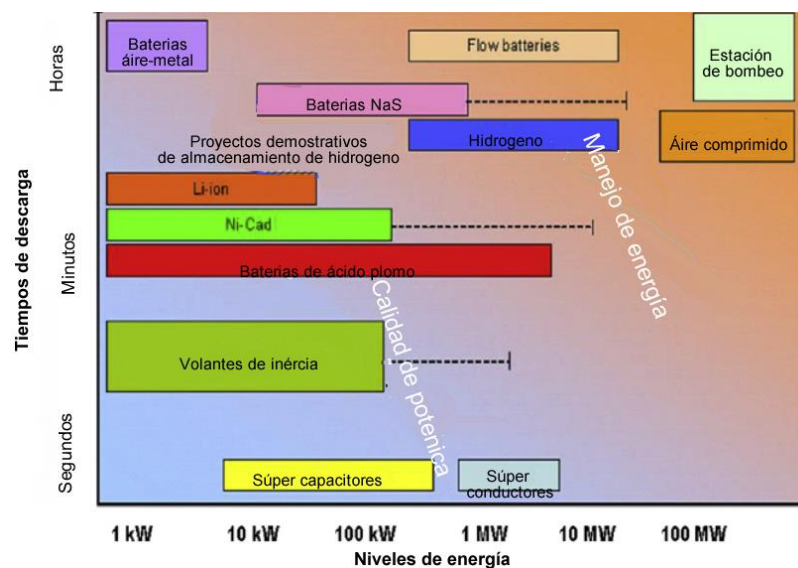 Horas
Minutos
Segundos
Tiempos de descarga
Baterias
áire-metal
Flow batteries
Estación
de bombeo
Baterias NaS
Proyectos demostrativos
de almacenamiento de hidrogeno
Hidrogeno
Áire comprimido
Li-ion
Ni-Cad
Baterias de ácido plomo
Manejo de energía
Volantes de inércia
Calidad de potenica
Súper capacitores
Súper
conductores
1 kW 10 kW 100 kW 1 MW 10 MW 100 MW
Niveles de energía